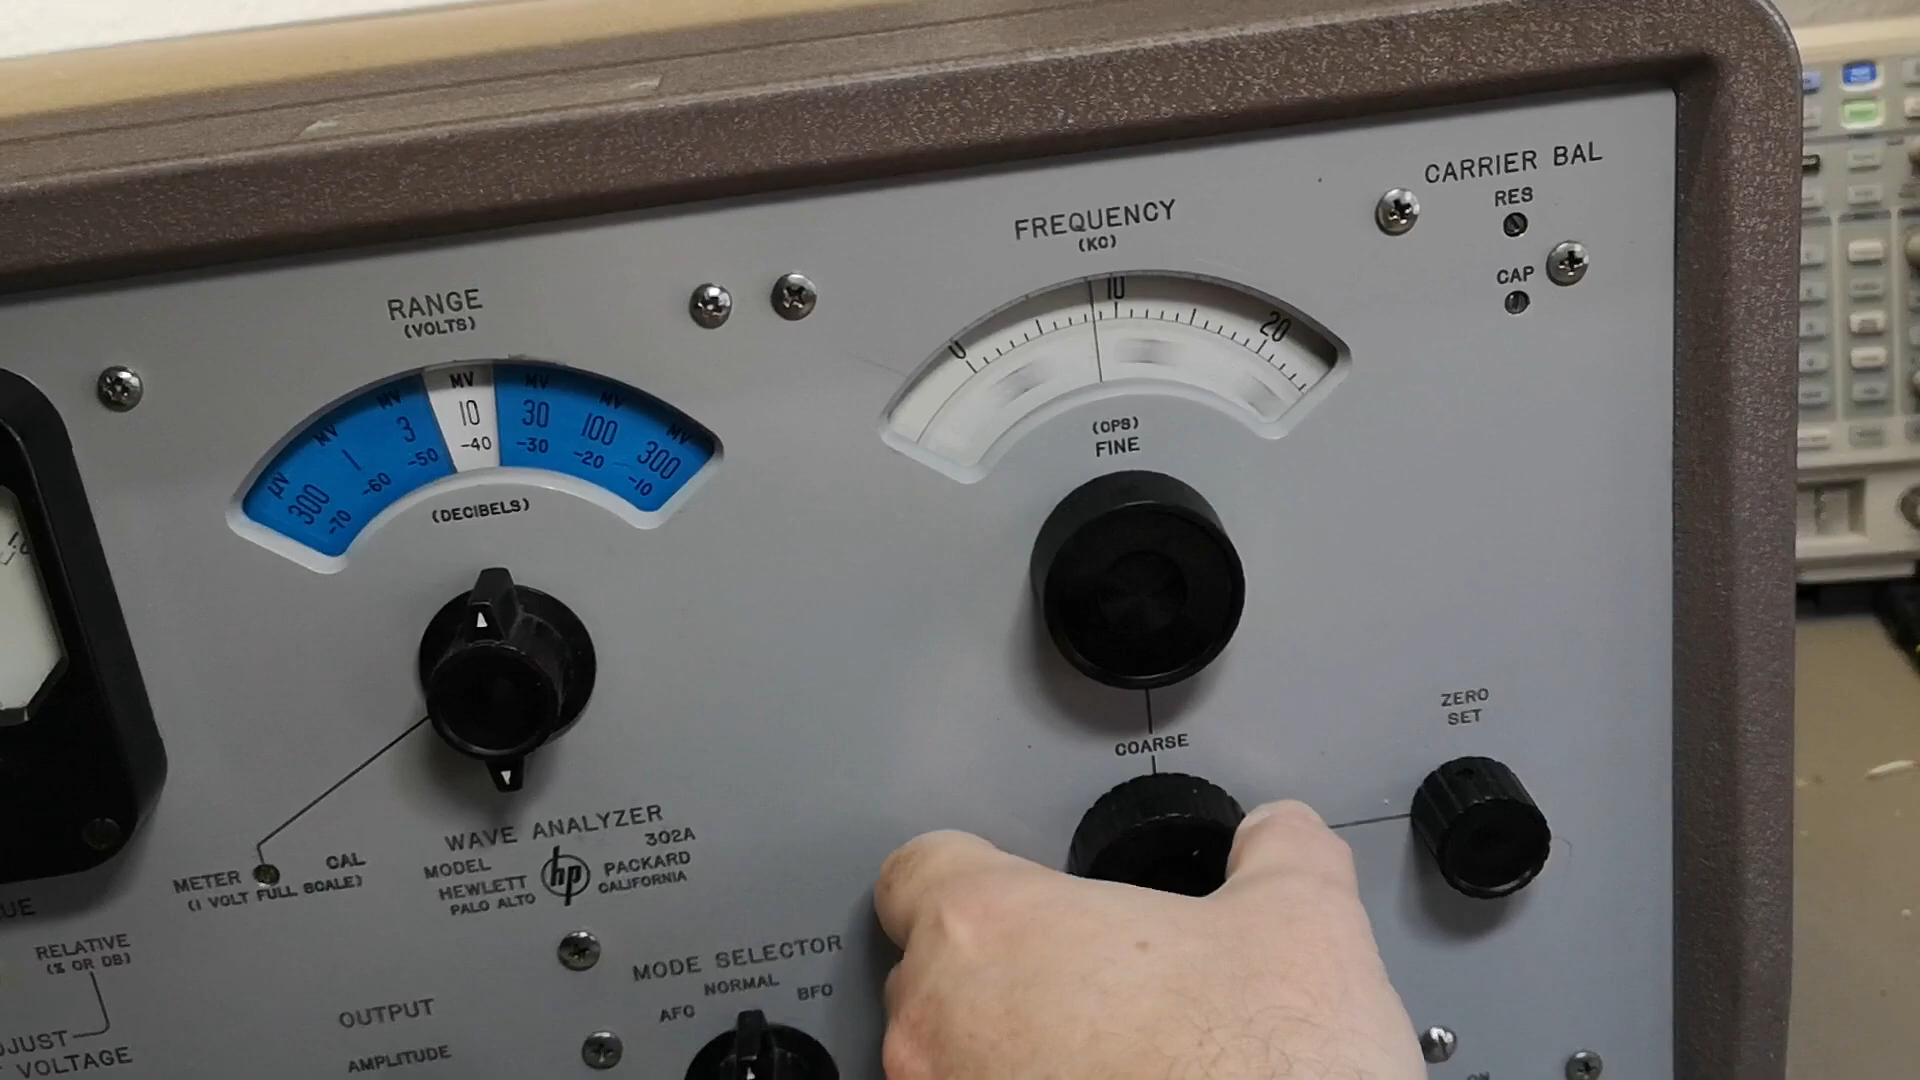 CARRIER BAL
RES
CAP
FREQUENCY
(KC)
0 10 20
(CPS)
FINE
COARSE
ZERO
SET
RANGE
(VOLTS)
μV MV MV MV MV MV MV
300 1 3 10 30 100 300
-70 -60 -50 -40 -30 -20 -10
(DECIBELS)
METER CAL
(1 VOLT FULL SCALE)
WAVE ANALYZER
MODEL 302A
HEWLETT hp PACKARD
PALO ALTO CALIFORNIA
RELATIVE
(% OR DB)
VOLTAGE
OUTPUT
AMPLITUDE
MODE SELECTOR
NORMAL
AFC BFO